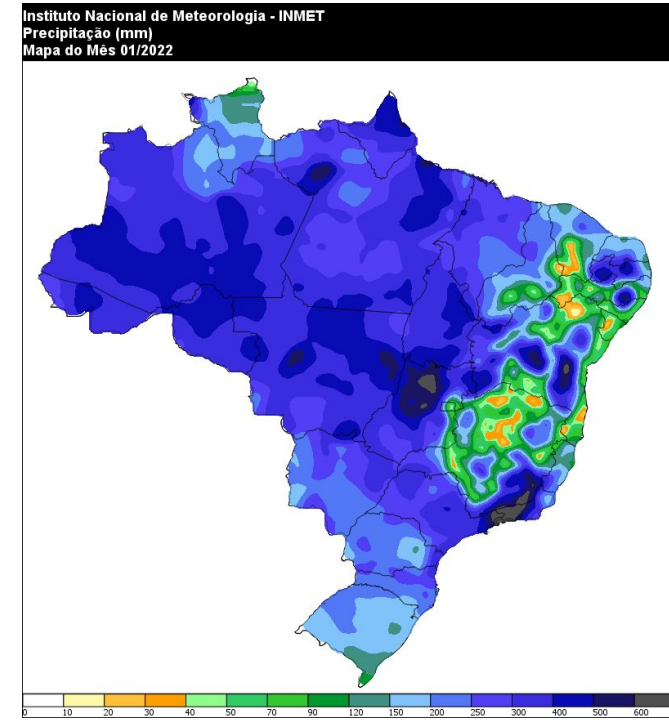 Instituto Nacional de Meteorologia - INMET
Precipitação (mm)
Mapa do Mês 01/2022
0 10 20 30 40 50 70 90 120 150 200 250 300 400 500 600